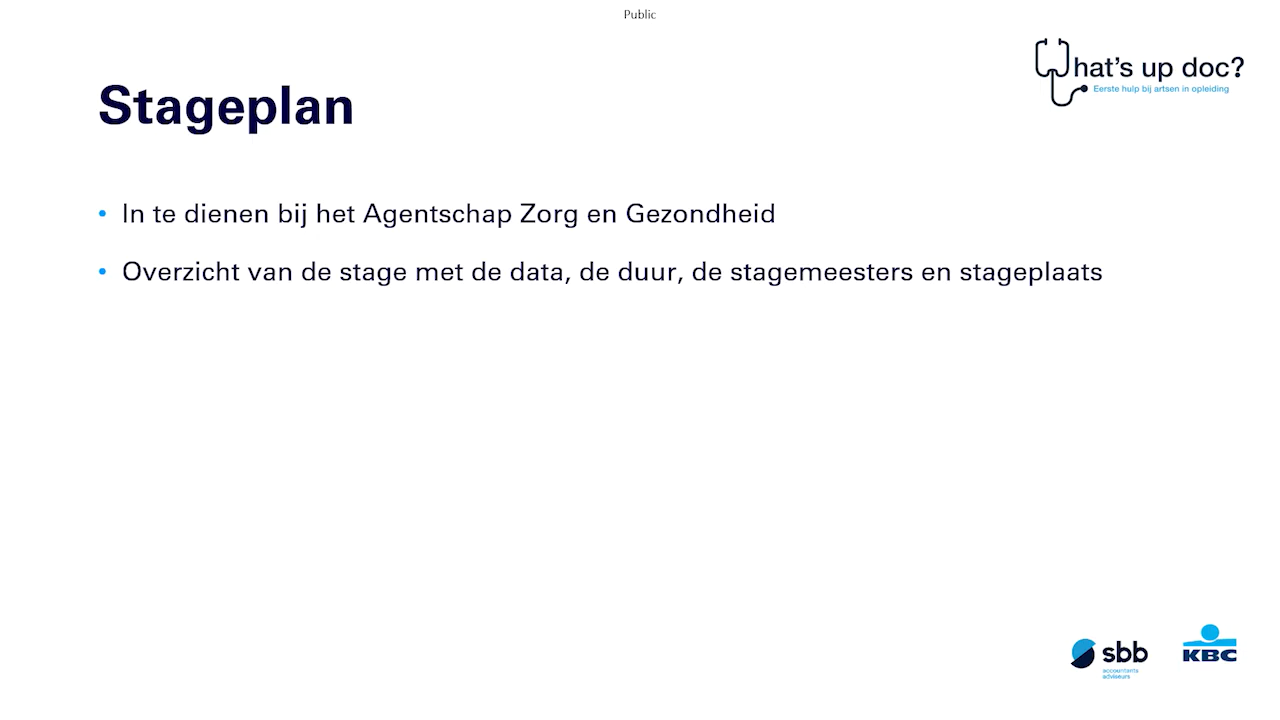 Public
hat's up doc?
Eerste hulp bij artsen in opleiding
Stageplan
• In te dienen bij het Agentschap Zorg en Gezondheid
• Overzicht van de stage met de data, de duur, de stagemeesters en stageplaats
sbb
accountants
adviseurs
KBC